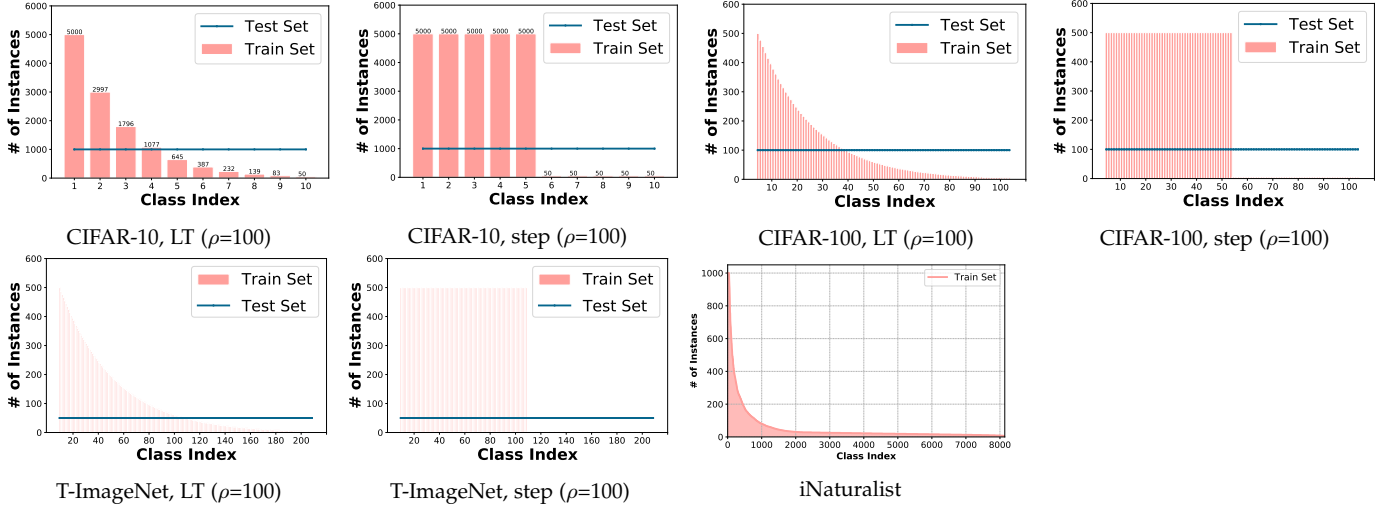 6000
5000
4000
3000
2000
1000
0
# of Instances
5000
2997
1796
1077
645
387
232
139
83
50
Test Set
Train Set
1 2 3 4 5 6 7 8 9 10
Class Index
CIFAR-10, LT (ρ=100)
6000
5000
4000
3000
2000
1000
0
# of Instances
5000 5000 5000 5000 5000
50 50 50 50 50
Test Set
Train Set
1 2 3 4 5 6 7 8 9 10
Class Index
CIFAR-10, step (ρ=100)
600
500
400
300
200
100
0
# of Instances
Test Set
Train Set
10 20 30 40 50 60 70 80 90 100
Class Index
CIFAR-100, LT (ρ=100)
600
500
400
300
200
100
0
# of Instances
Test Set
Train Set
10 20 30 40 50 60 70 80 90 100
Class Index
CIFAR-100, step (ρ=100)
600
500
400
300
200
100
0
# of Instances
Train Set
Test Set
20 40 60 80 100 120 140 160 180 200
Class Index
T-ImageNet, LT (ρ=100)
600
500
400
300
200
100
0
# of Instances
Train Set
Test Set
20 40 60 80 100 120 140 160 180 200
Class Index
T-ImageNet, step (ρ=100)
1000
800
600
400
200
0
# of Instances
Train Set
0 1000 2000 3000 4000 5000 6000 7000 8000
Class Index
iNaturalist